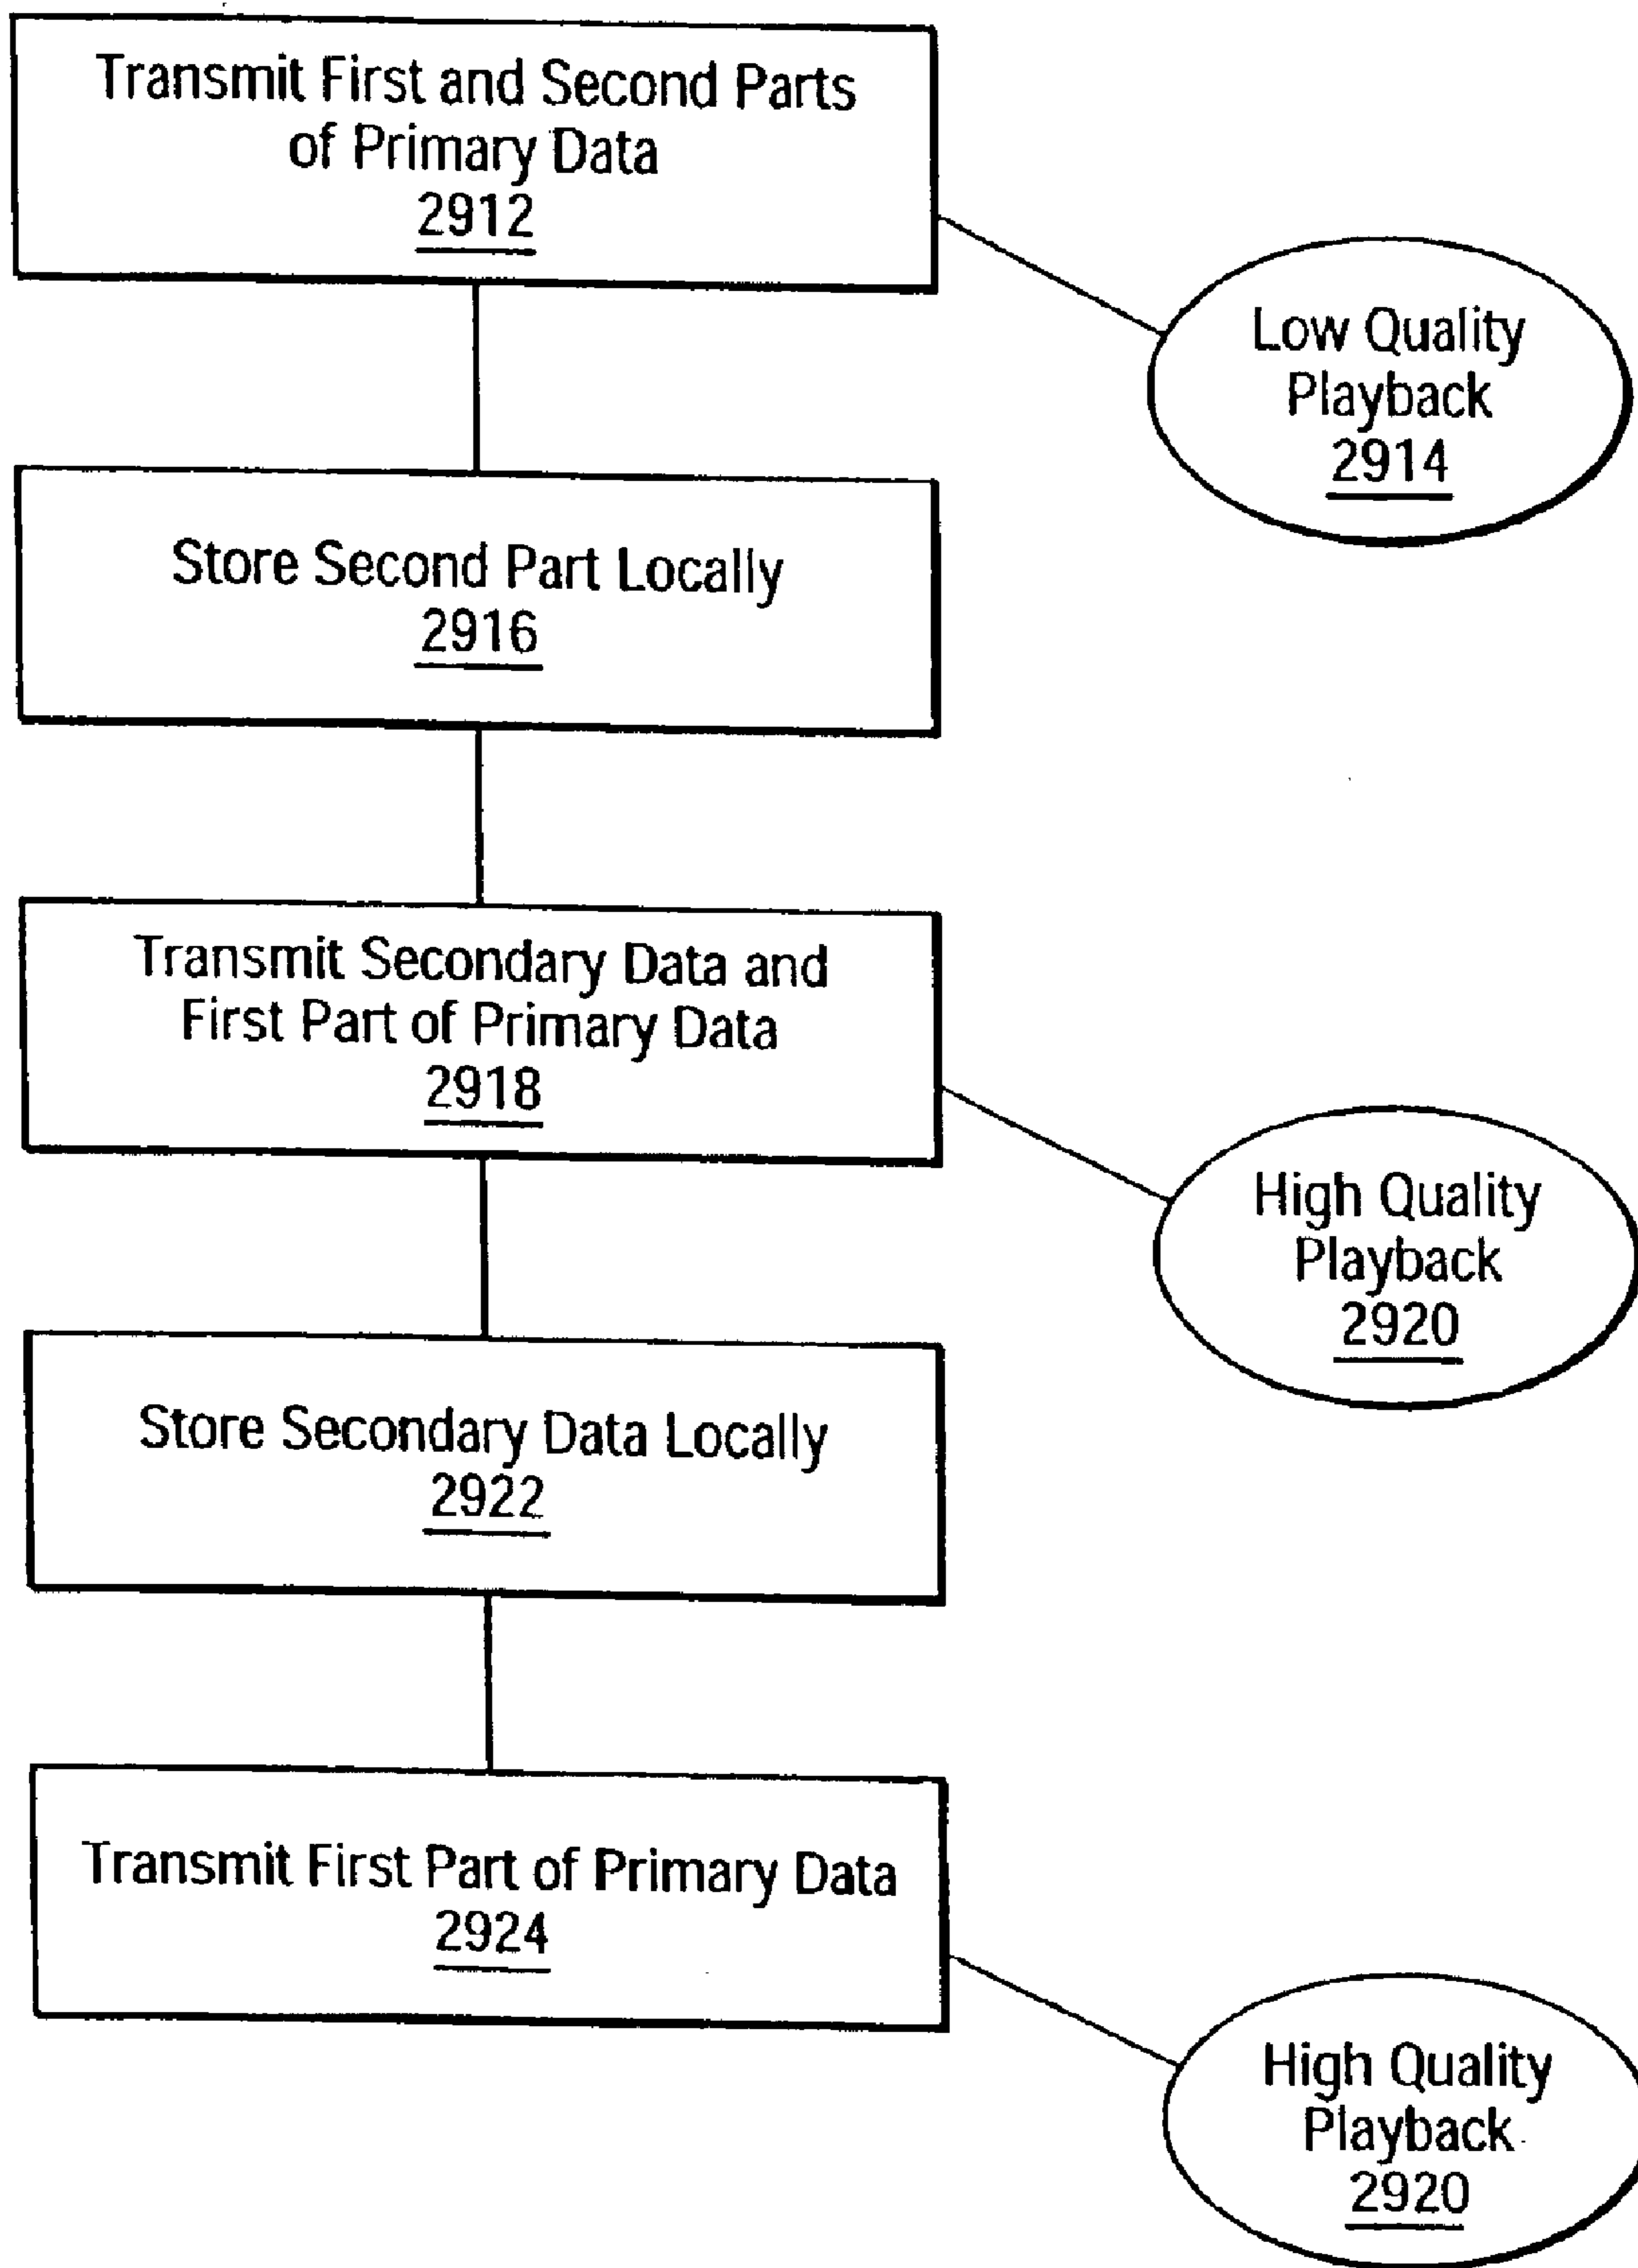 Transmit First and Second Parts
of Primary Data
2912
Low Quality
Playback
2914
Store Second Part Locally
2916
Transmit Secondary Data and
First Part of Primary Data
2918
High Quality
Playback
2920
Store Secondary Data Locally
2922
Transmit First Part of Primary Data
2924
High Quality
Playback
2920